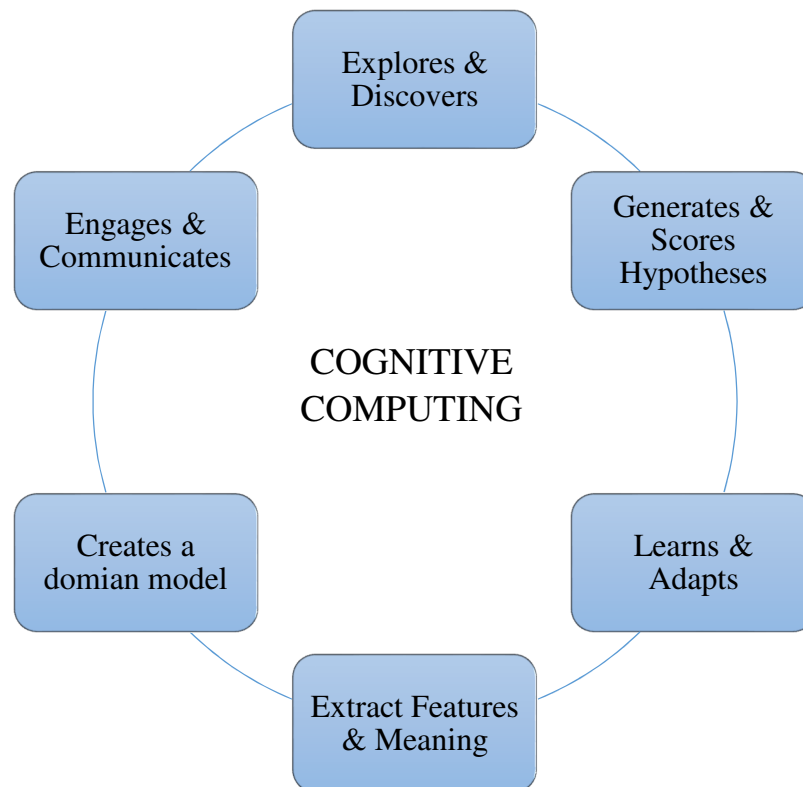 Explores &
Discovers
Generates &
Scores
Hypotheses
Learns &
Adapts
Extract Features
& Meaning
Creates a
domian model
Engages &
Communicates
COGNITIVE
COMPUTING